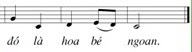 đó là hoa bé ngoan.